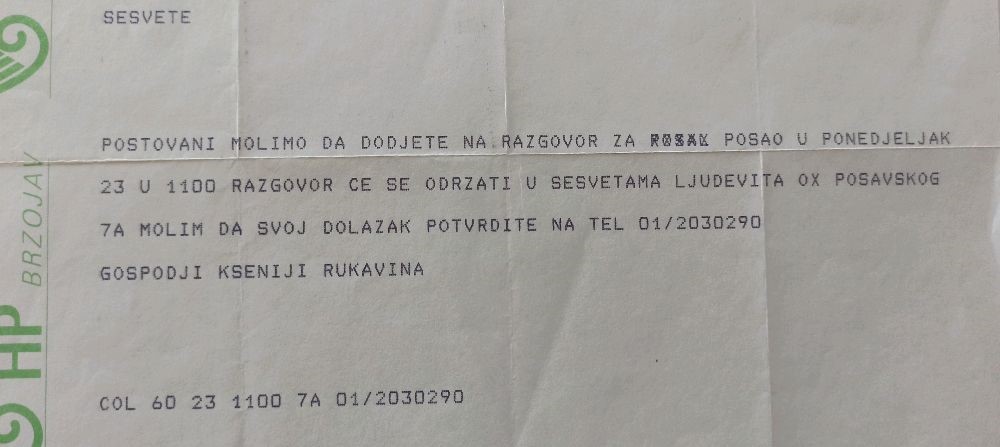 SESVETE
POSTOVANI MOLIMO DA DODJETE NA RAZGOVOR ZA POSAO U PONEDJELJAK
23 U 1100 RAZGOVOR CE SE ODRZATI U SESVETAMA LJUDEVITA OX POSAVSKOG
7A MOLIM DA SVOJ DOLAZAK POTVRDITE NA TEL 01/2030290
GOSPODJI KSENIJI RUKAVINA
COL 60 23 1100 7A 01/2030290
HP BRZOJAV